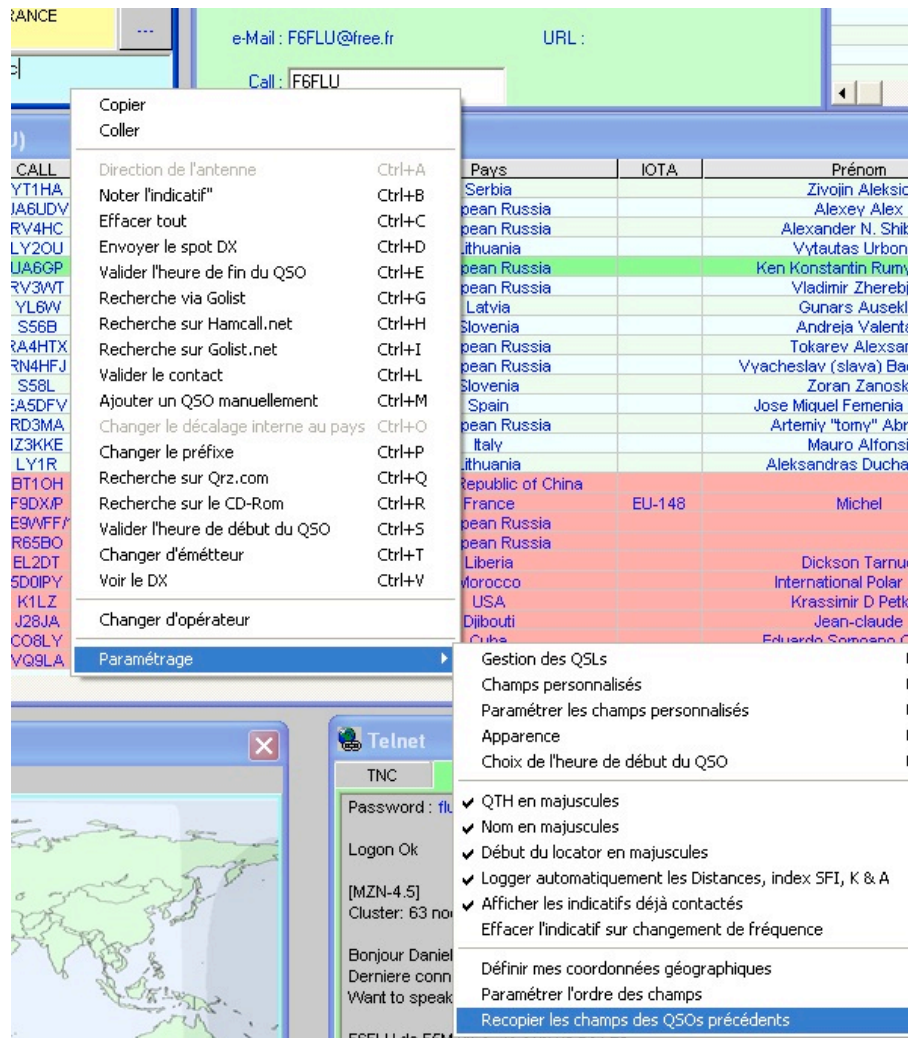 RANCE
...
e-Mail : F6FLU@free.fr
URL :
Call : F6FLU
Copier
Coller
Direction de l'antenne Ctrl+A
Noter l'indicatif" Ctrl+B
Effacer tout Ctrl+C
Envoyer le spot DX Ctrl+D
Valider l'heure de fin du QSO Ctrl+E
Recherche via Golist Ctrl+G
Recherche sur Hamcall.net Ctrl+H
Recherche sur Golist.net Ctrl+I
Valider le contact Ctrl+L
Ajouter un QSO manuellement Ctrl+M
Changer le décalage interne au pays Ctrl+O
Changer le préfixe Ctrl+P
Recherche sur Qrz.com Ctrl+Q
Recherche sur le CD-Rom Ctrl+R
Valider l'heure de début du QSO Ctrl+S
Changer d'émétteur Ctrl+T
Voir le DX Ctrl+V
Changer d'opérateur
Paramétrage
CALL Pays IOTA Prénom
YT1HA Serbia Zivojin Aleksic
UA6UDV pean Russia Alexey Alex
RV4HC pean Russia Alexander N. Shib
LY2OU ithuania Vytautas Urbon
UA6GP pean Russia Ken Konstantin Rumy
RV3WT pean Russia Vladimir Zherebj
YL6W Latvia Gunars Ausekl
S56B Slovenia Andreja Valenta
RA4HTX pean Russia Tokarev Alexsar
RN4HFJ pean Russia Vyacheslav (slava) Ba
S58L Slovenia Zoran Zanosk
EA5DFV Spain Jose Miquel Femenia
RD3MA pean Russia Artemiy "tomy" Abr
IZ3KKE Italy Mauro Alfonsi
LY1R ithuania Aleksandras Ducha
BT1OH Republic of China
F9DX/P France EU-148 Michel
E9WFF/ pean Russia
R65BO pean Russia
EL2DT Liberia Dickson Tarnu
5D0IPY Morocco International Polar
K1LZ USA Krassimir D Petk
J28JA Djibouti Jean-claude
CO8LY Cuba Eduardo Somoano
VQ9LA
Gestion des QSLs
Champs personnalisés
Paramétrer les champs personnalisés
Apparence
Choix de l'heure de début du QSO
QTH en majuscules
Nom en majuscules
Début du locator en majuscules
Logger automatiquement les Distances, index SFI, K & A
Afficher les indicatifs déjà contactés
Effacer l'indicatif sur changement de fréquence
Définir mes coordonnées géographiques
Paramétrer l'ordre des champs
Recopier les champs des QSOs précédents
Telnet
TNC
Password : flu
Logon Ok
[MZN-4.5]
Cluster: 63 no
Bonjour Daniel
Derniere conn
Want to speak